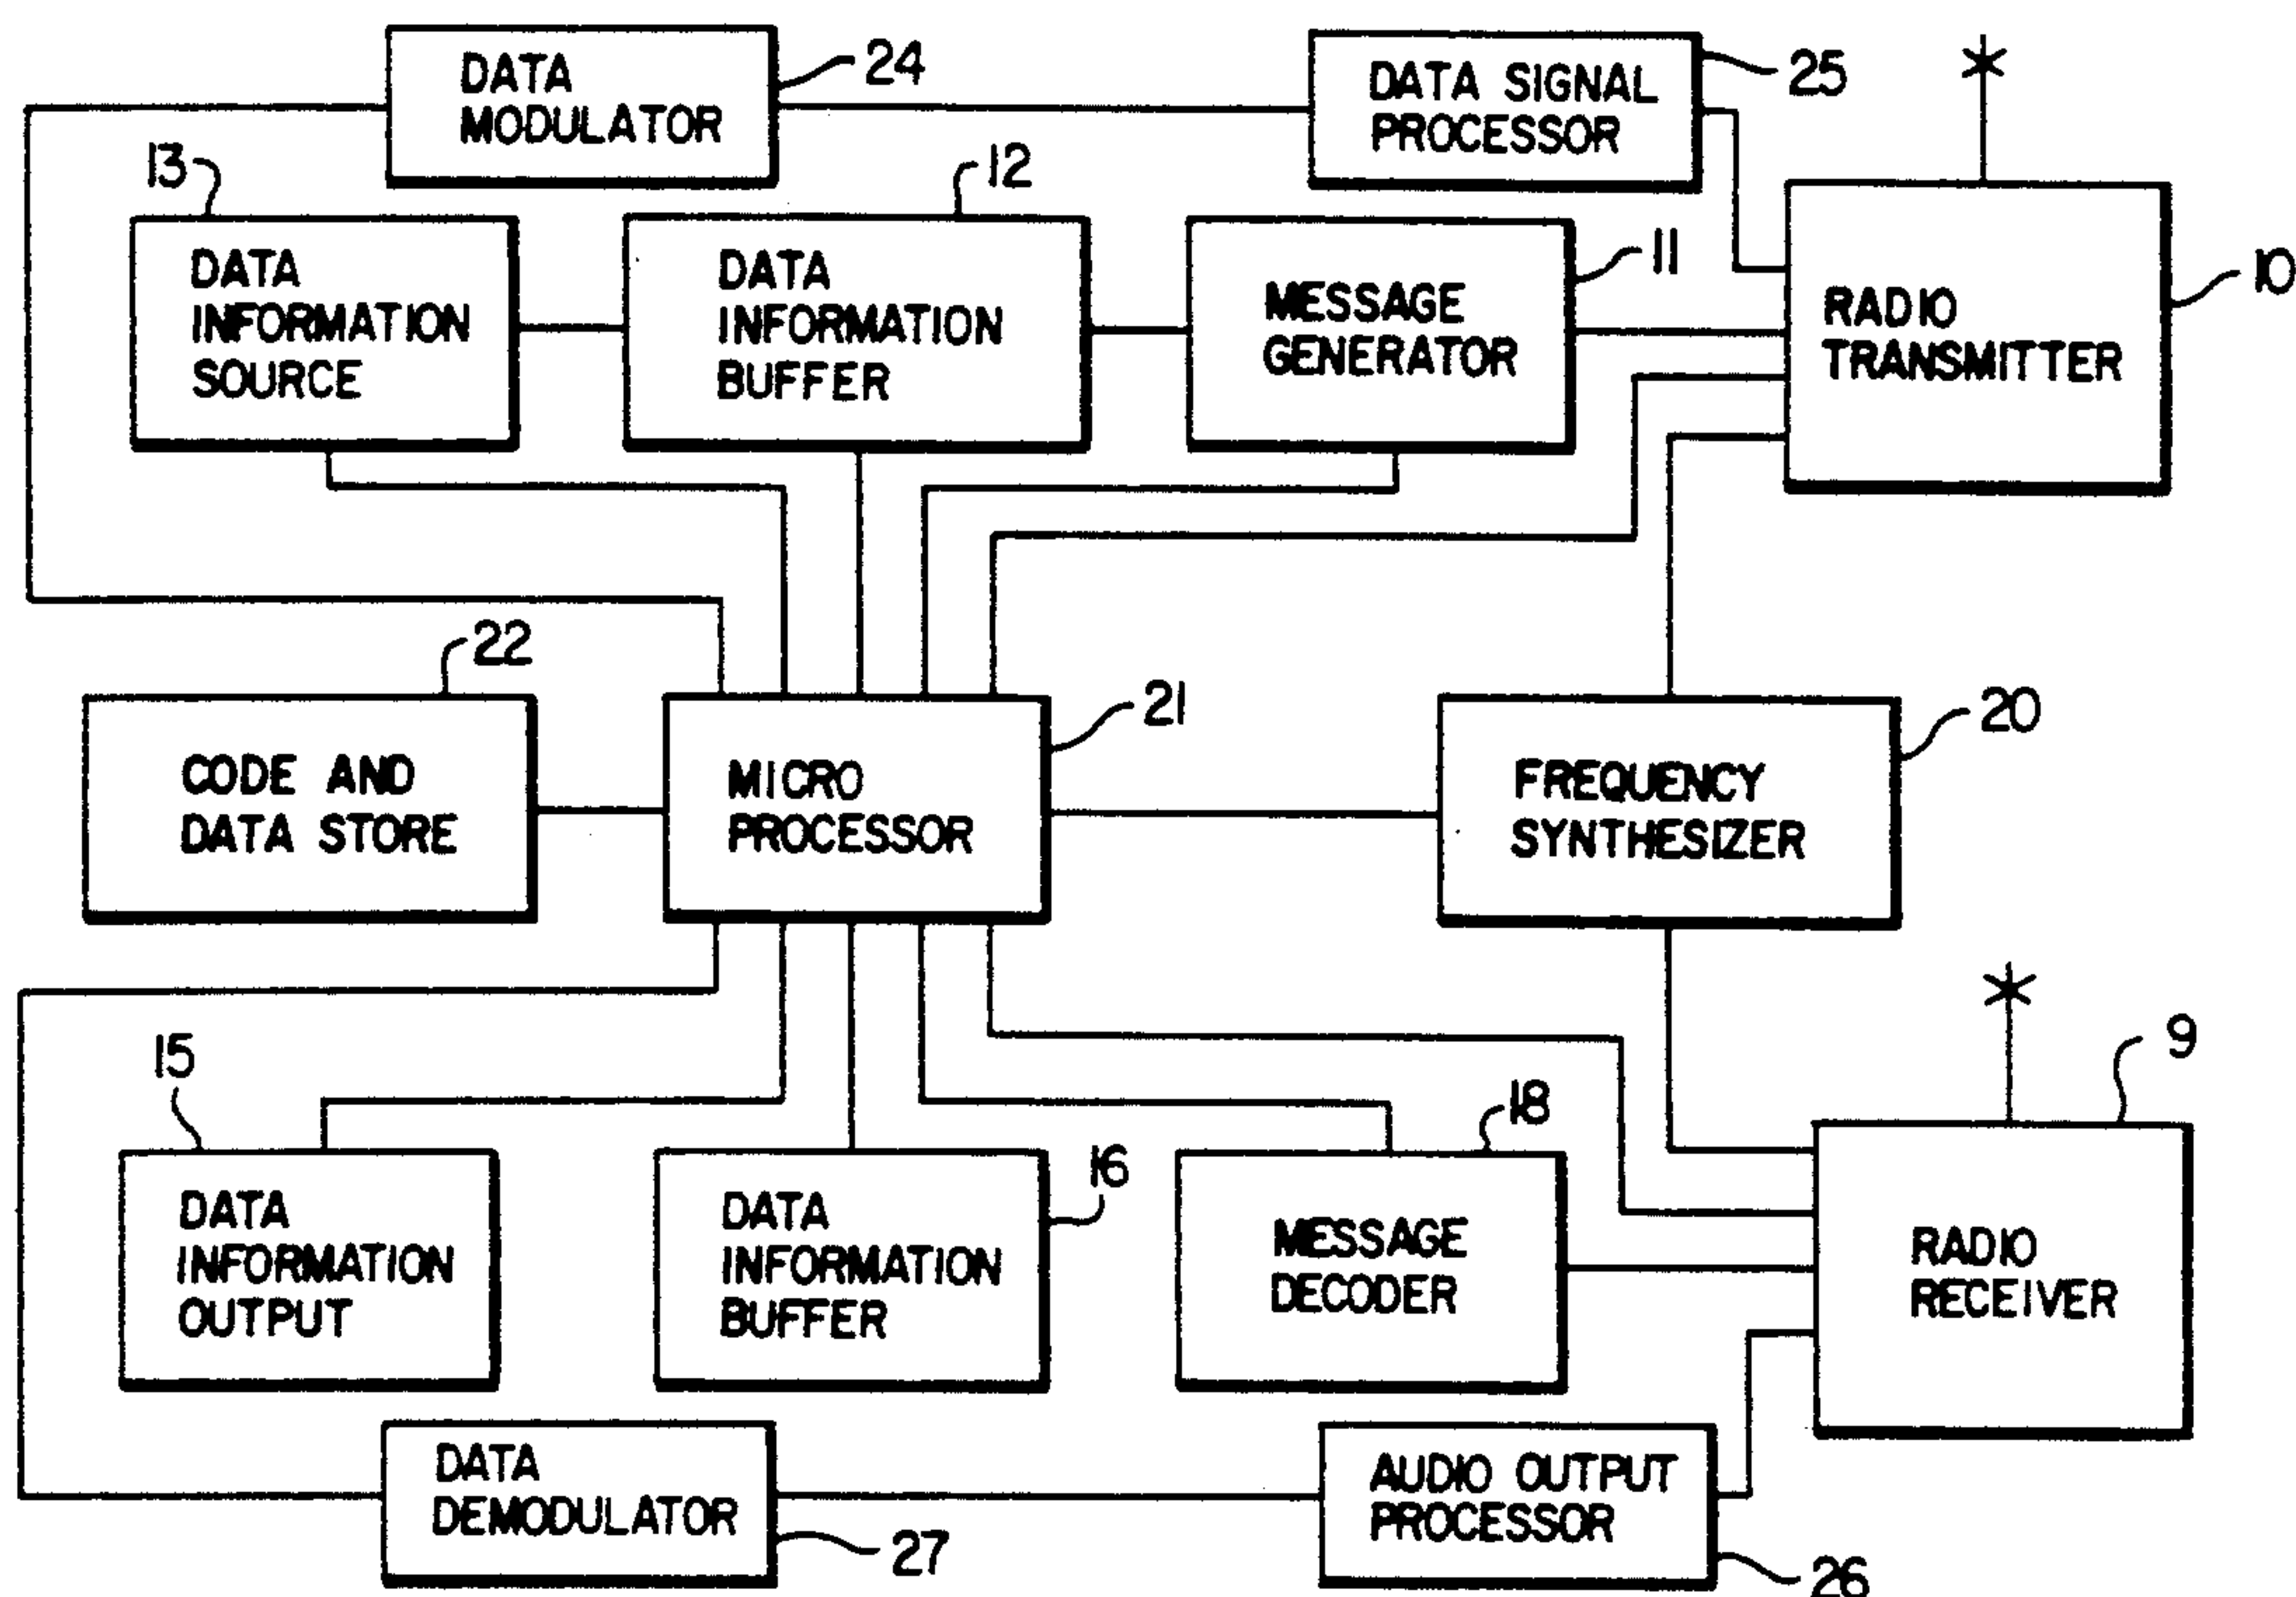 DATA
MODULATOR
24
DATA SIGNAL
PROCESSOR
25
13
DATA
INFORMATION
SOURCE
12
DATA
INFORMATION
BUFFER
11
MESSAGE
GENERATOR
10
RADIO
TRANSMITTER
22
CODE AND
DATA STORE
21
MICRO
PROCESSOR
20
FREQUENCY
SYNTHESIZER
15
DATA
INFORMATION
OUTPUT
16
DATA
INFORMATION
BUFFER
18
MESSAGE
DECODER
9
RADIO
RECEIVER
DATA
DEMODULATOR
27
AUDIO OUTPUT
PROCESSOR
26